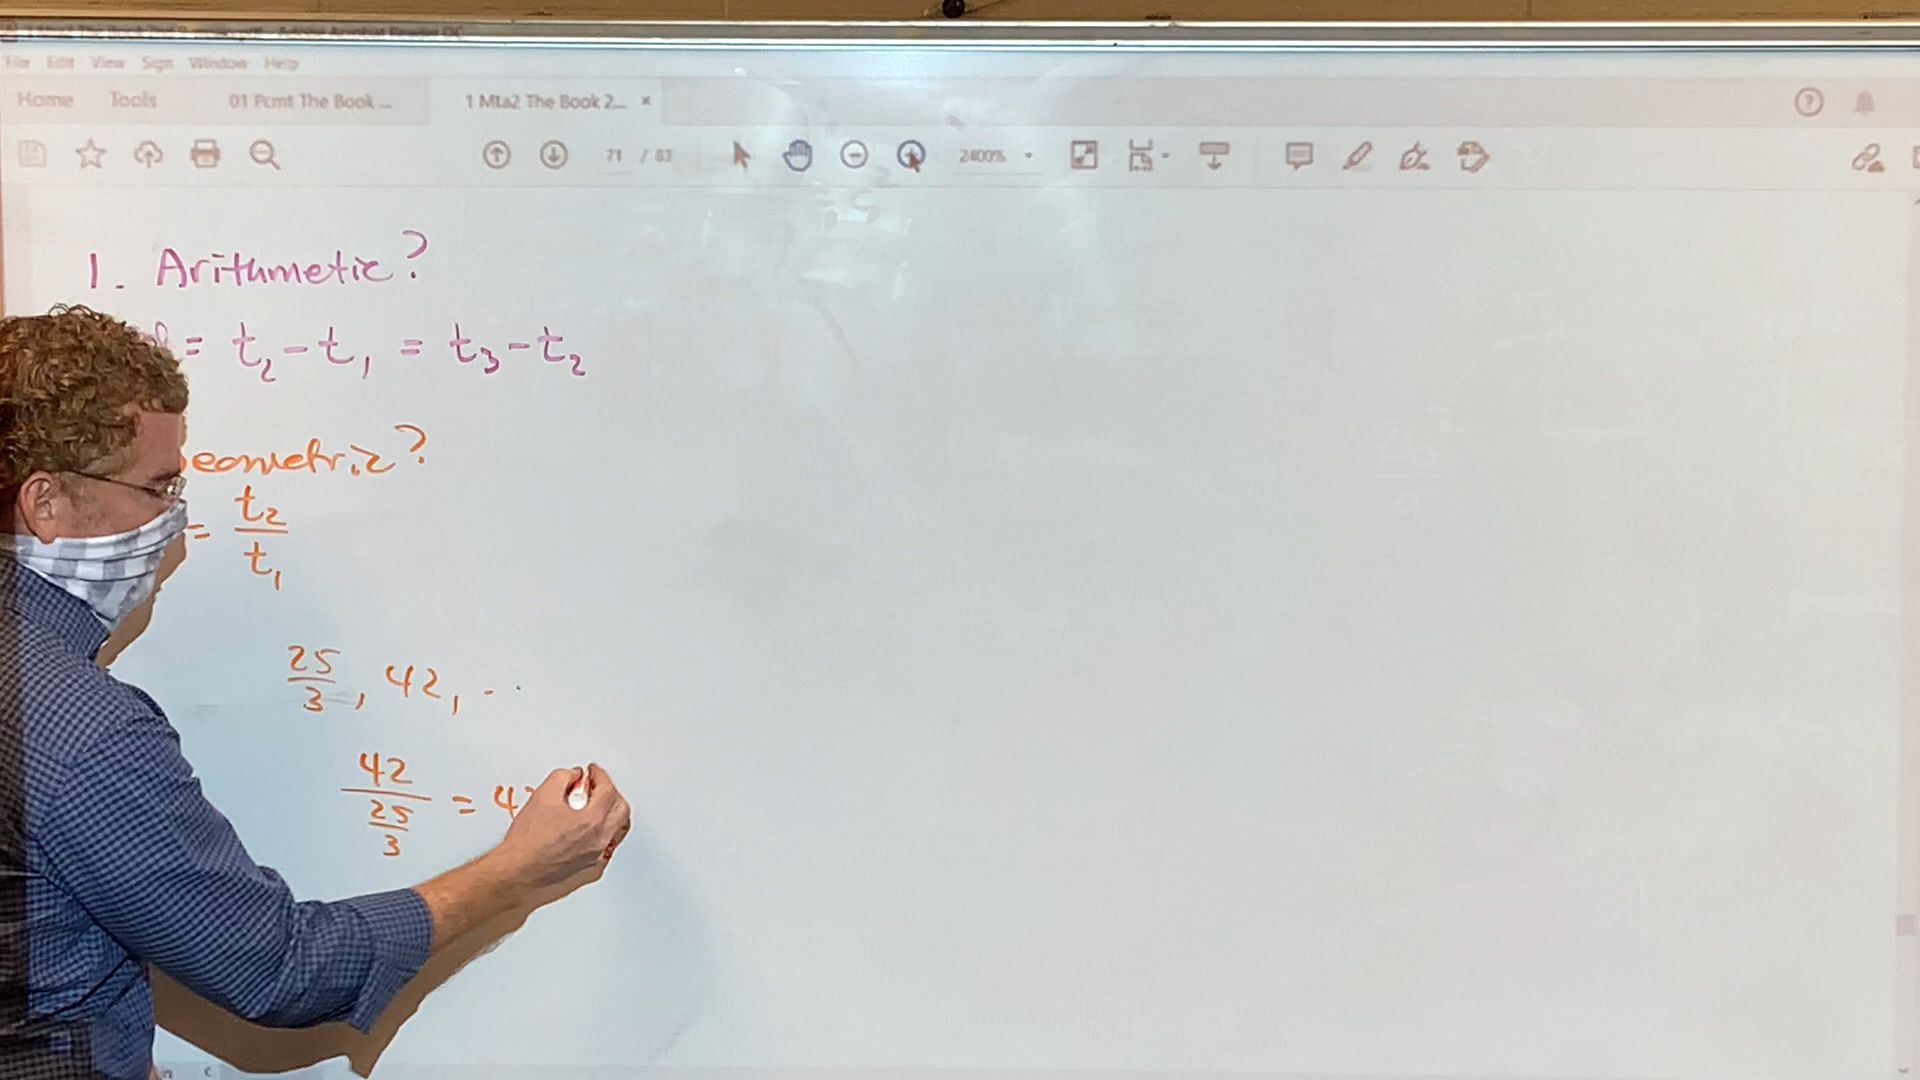 File Edit View Sign Window Help
Home Tools 01 Pcmt The Book ... 1 Mta2 The Book 2... ×
71 / 83 2400%
1. Arithmetic?
= t₂ - t₁ = t₃ - t₂
eometric?
= t₂/t₁
25/3, 42, ...
42/(25/3) = 4